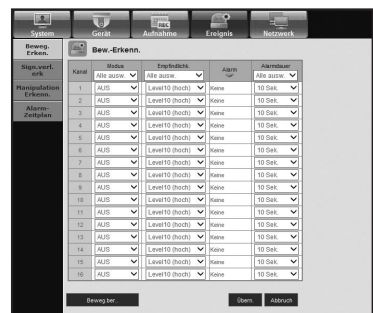 System Gerät Aufnahme Ereignis Netzwerk
REC
Beweg. Erken.
Sign.verl. erk
Manipulation Erkenn.
Alarm-Zeitplan
Bew.-Erkenn.
Kanal Modus Empfindlicht. Alarm Alarmdauer
Alle ausw. Alle ausw. Alle ausw.
1 AUS Level10 (hoch) Keine 10 Sek.
2 AUS Level10 (hoch) Keine 10 Sek.
3 AUS Level10 (hoch) Keine 10 Sek.
4 AUS Level10 (hoch) Keine 10 Sek.
5 AUS Level10 (hoch) Keine 10 Sek.
6 AUS Level10 (hoch) Keine 10 Sek.
7 AUS Level10 (hoch) Keine 10 Sek.
8 AUS Level10 (hoch) Keine 10 Sek.
9 AUS Level10 (hoch) Keine 10 Sek.
10 AUS Level10 (hoch) Keine 10 Sek.
11 AUS Level10 (hoch) Keine 10 Sek.
12 AUS Level10 (hoch) Keine 10 Sek.
13 AUS Level10 (hoch) Keine 10 Sek.
14 AUS Level10 (hoch) Keine 10 Sek.
15 AUS Level10 (hoch) Keine 10 Sek.
16 AUS Level10 (hoch) Keine 10 Sek.
Beweg.ber.. Übern. Abbruch